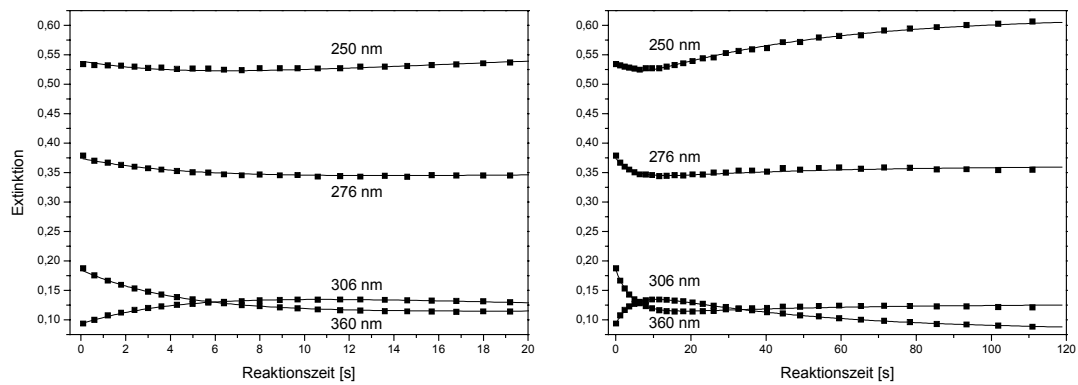 0,60
0,55
0,50
0,45
0,40
0,35
0,30
0,25
0,20
0,15
0,10
Extinktion
250 nm
276 nm
306 nm
360 nm
0 2 4 6 8 10 12 14 16 18 20
Reaktionszeit [s]
0,60
0,55
0,50
0,45
0,40
0,35
0,30
0,25
0,20
0,15
0,10
250 nm
276 nm
306 nm
360 nm
0 20 40 60 80 100 120
Reaktionszeit [s]